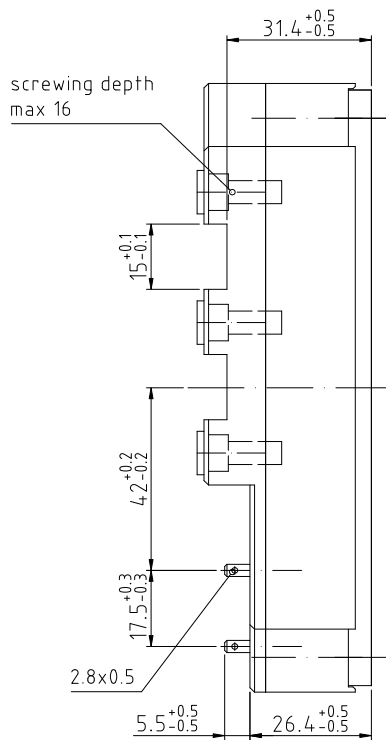 31.4 +0.5 -0.5
screwing depth
max 16
15 +0.1 -0.1
42 +0.2 -0.2
17.5 +0.3 -0.3
2.8x0.5
5.5 +0.5 -0.5
26.4 +0.5 -0.5